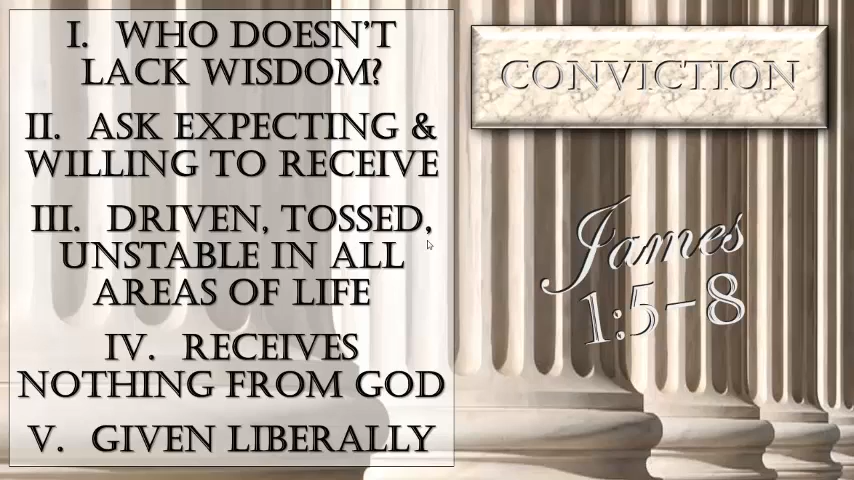 I. WHO DOESN'T
LACK WISDOM?
II. ASK EXPECTING &
WILLING TO RECEIVE
III. DRIVEN, TOSSED,
UNSTABLE IN ALL
AREAS OF LIFE
IV. RECEIVES
NOTHING FROM GOD
V. GIVEN LIBERALLY
CONVICTION
James
1:5-8